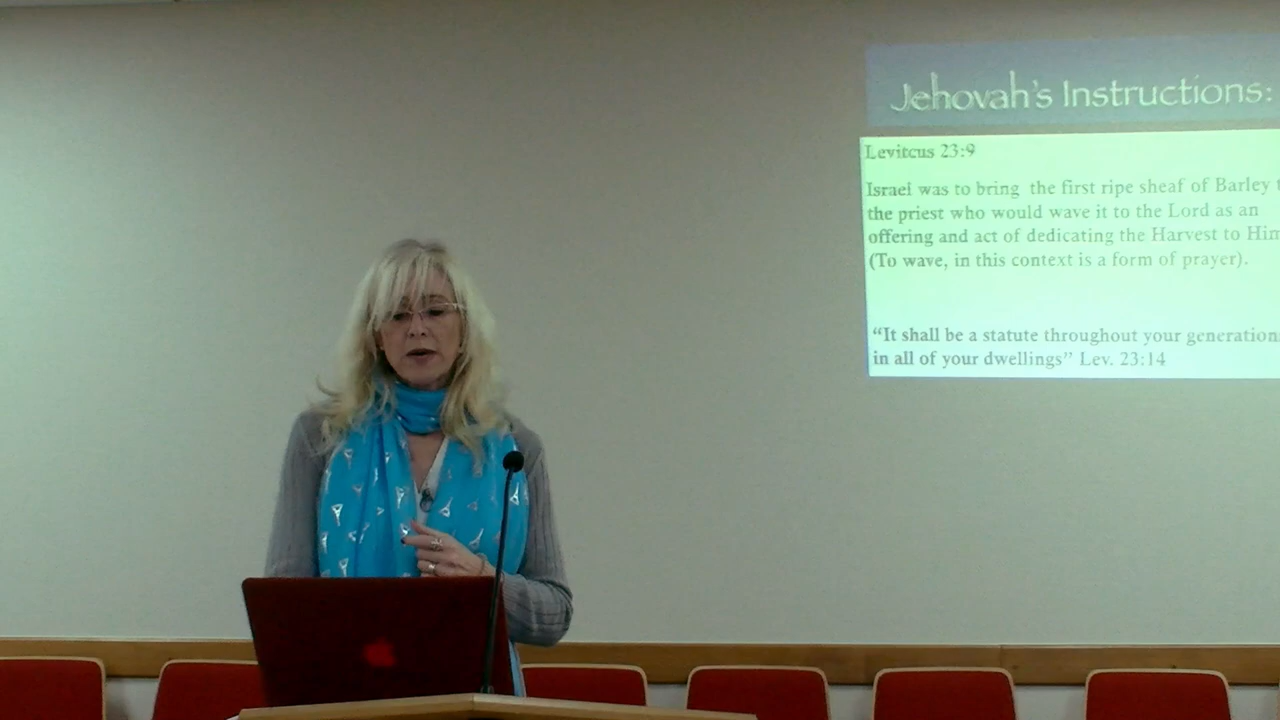 Jehovah's Instructions:
Levitcus 23:9
Israel was to bring the first ripe sheaf of Barley
the priest who would wave it to the Lord as an
offering and act of dedicating the Harvest to Him
(To wave, in this context is a form of prayer).
“It shall be a statute throughout your generation
in all of your dwellings” Lev. 23:14